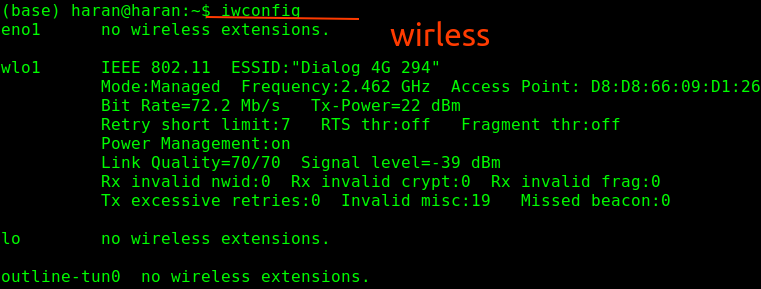 (base) haran@haran:~$ iwconfig
eno1      no wireless extensions.
wirless
wlo1      IEEE 802.11  ESSID:"Dialog 4G 294"
          Mode:Managed  Frequency:2.462 GHz  Access Point: D8:D8:66:09:D1:26
          Bit Rate=72.2 Mb/s   Tx-Power=22 dBm
          Retry short limit:7   RTS thr:off   Fragment thr:off
          Power Management:on
          Link Quality=70/70  Signal level=-39 dBm
          Rx invalid nwid:0  Rx invalid crypt:0  Rx invalid frag:0
          Tx excessive retries:0  Invalid misc:19   Missed beacon:0
lo        no wireless extensions.
outline-tun0  no wireless extensions.